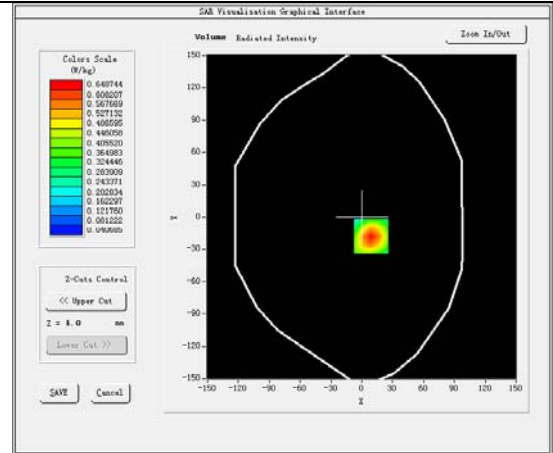 SAR Visualisation Graphical Interface
Volume Radiated Intensity
Zoom In/Out
Colors Scale
(W/kg)
0.648744
0.608207
0.567669
0.527132
0.486595
0.446058
0.405520
0.364983
0.324446
0.283909
0.243371
0.202834
0.162297
0.121760
0.081222
0.040685
150
120
90
60
30
0
-30
-60
-90
-120
-150
Y
-150 -120 -90 -60 -30 0 30 60 90 120 150
X
Z-Cuts Control
<< Upper Cut
Z = 4.0 mm
Lower Cut >>
SAVE Cancel